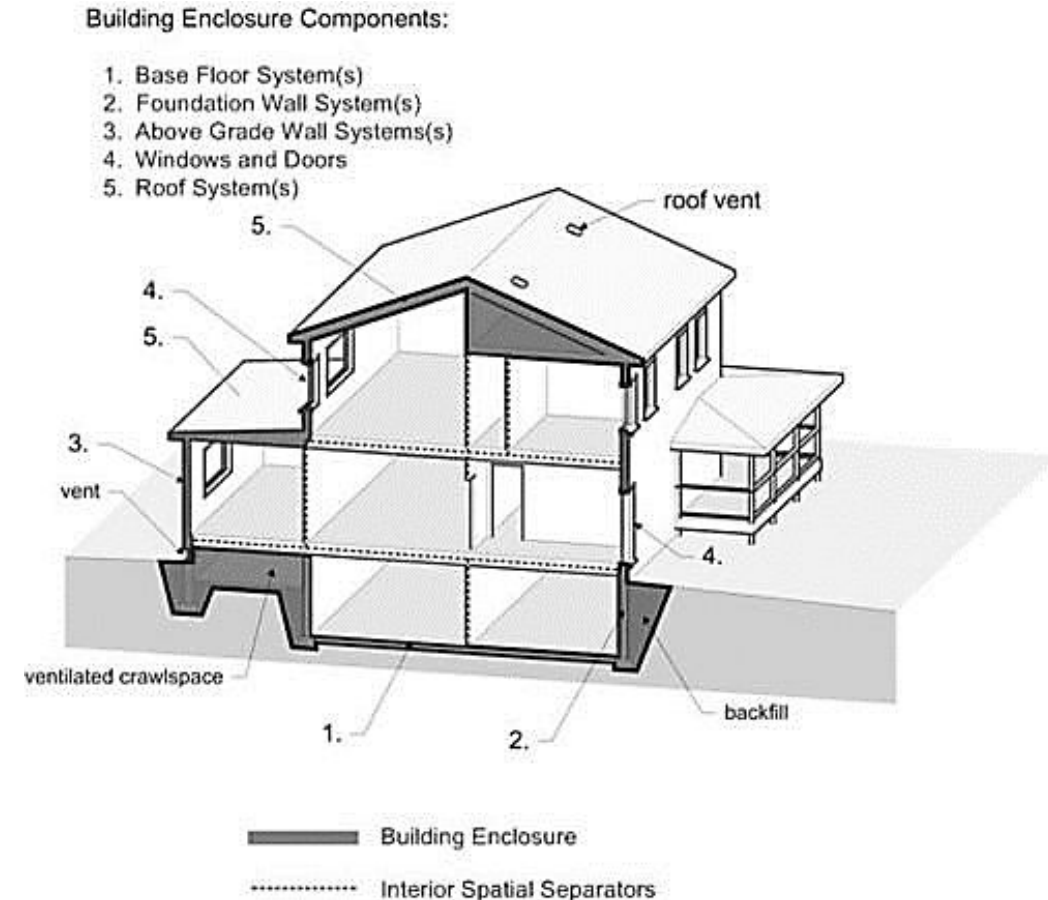 Building Enclosure Components:
1. Base Floor System(s)
2. Foundation Wall System(s)
3. Above Grade Wall Systems(s)
4. Windows and Doors
5. Roof System(s)
roof vent
5.
4.
5.
3.
vent
4.
ventilated crawlspace
backfill
1.
2.
Building Enclosure
Interior Spatial Separators